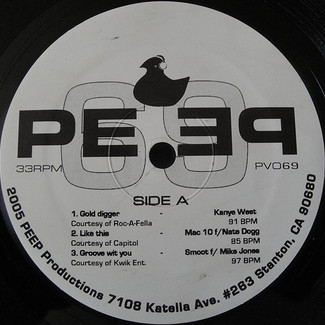 69
PEEP
33RPM PV069
SIDE A
1. Gold digger - Kanye West
Courtesy of Roc-A-Fella 91 BPM
2. Like this - Mac 10 f/Nate Dogg
Courtesy of Capitol 85 BPM
3. Groove wit you - Smoot f/ Mike Jones
Courtesy of Kwik Ent. 97 BPM
2005 PEEP Productions 7108 Katella Ave. #263 Stanton, CA 90680